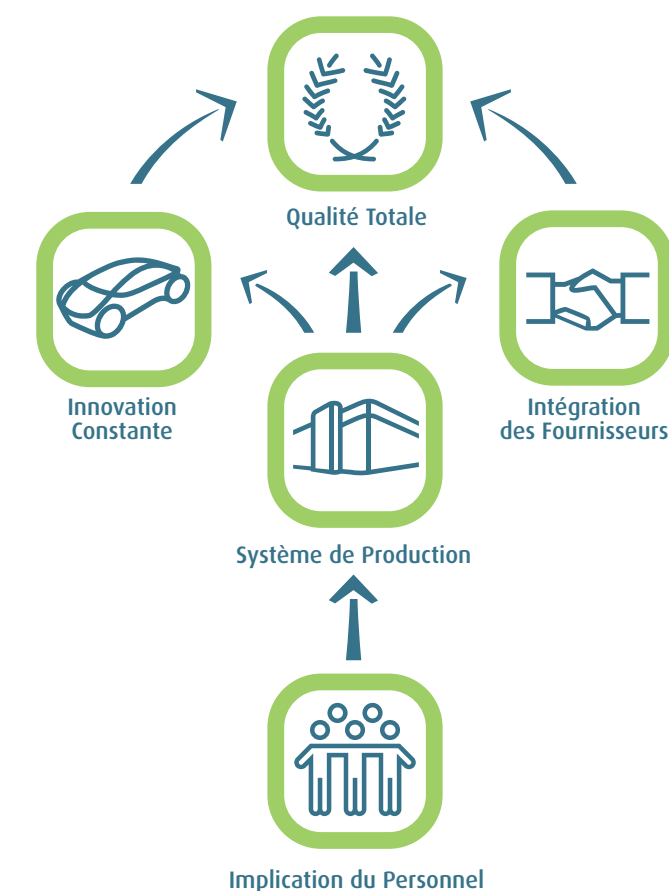 Qualité Totale
Innovation
Constante
Intégration
des Fournisseurs
Système de Production
Implication du Personnel